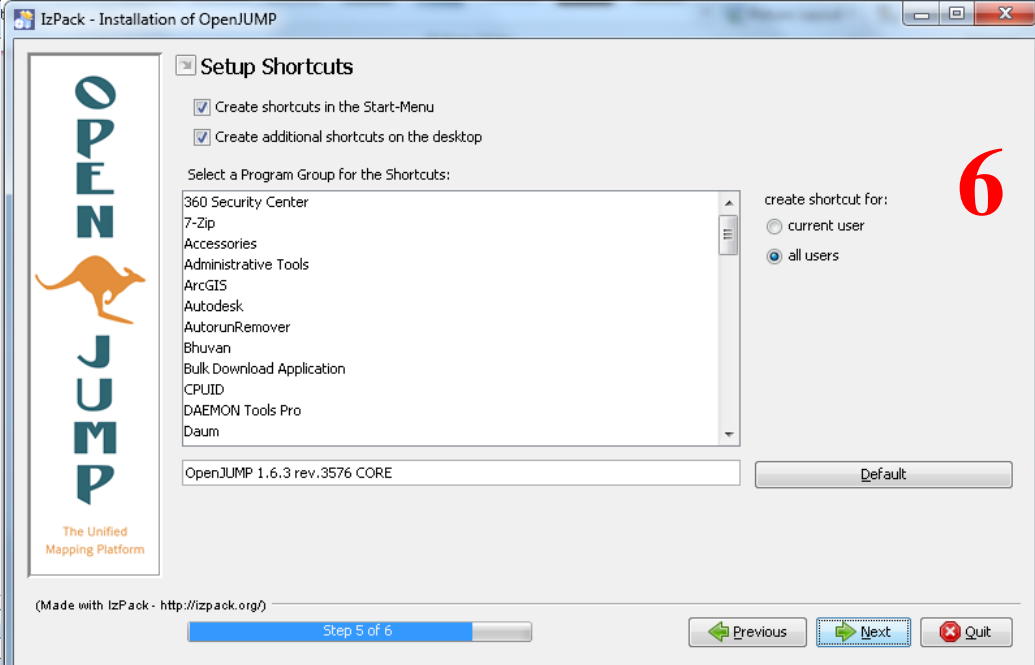 IzPack - Installation of OpenJUMP
OPEN
JUMP
The Unified
Mapping Platform
Setup Shortcuts
Create shortcuts in the Start-Menu
Create additional shortcuts on the desktop
Select a Program Group for the Shortcuts:
360 Security Center
7-Zip
Accessories
Administrative Tools
ArcGIS
Autodesk
AutorunRemover
Bhuvan
Bulk Download Application
CPUID
DAEMON Tools Pro
Daum
create shortcut for:
current user
all users
6
OpenJUMP 1.6.3 rev.3576 CORE
Default
(Made with IzPack - http://izpack.org/)
Step 5 of 6
Previous
Next
Quit